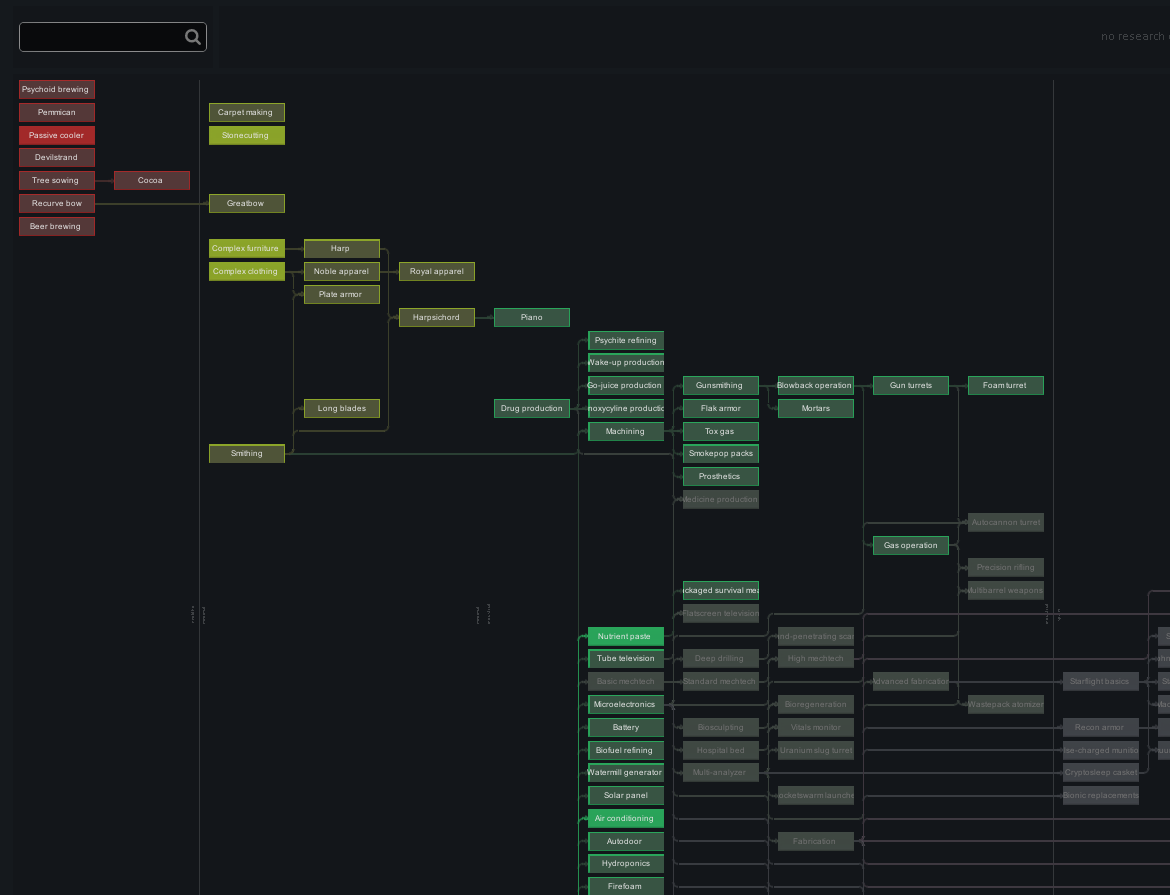 no research
Psychoid brewing
Pemmican
Carpet making
Passive cooler
Stonecutting
Devilstrand
Tree sowing
Cocoa
Recurve bow
Greatbow
Beer brewing
Complex furniture
Harp
Complex clothing
Noble apparel
Royal apparel
Plate armor
Harpsichord
Piano
Psychite refining
Wake-up production
Go-juice production
Gunsmithing
Blowback operation
Gun turrets
Foam turret
Long blades
Drug production
noxycyline productic
Flak armor
Mortars
Machining
Tox gas
Smithing
Smokepop packs
Prosthetics
Medicine production
Autocannon turret
Gas operation
Precision rifling
ckaged survival mea
Multibarrel weapons
Flatscreen television
Nutrient paste
nd-penetrating scan
S
Tube television
Deep drilling
High mechtech
Basic mechtech
Standard mechtech
Advanced fabrication
Starflight basics
Microelectronics
Bioregeneration
Wastepack atomizer
Battery
Biosculpting
Vitals monitor
Recon armor
Biofuel refining
Hospital bed
Uranium slug turret
lse-charged munitio
Watermill generator
Multi-analyzer
Cryptosleep casket
Solar panel
ocketswarm launche
Bionic replacements
Air conditioning
Autodoor
Fabrication
Hydroponics
Firefoam